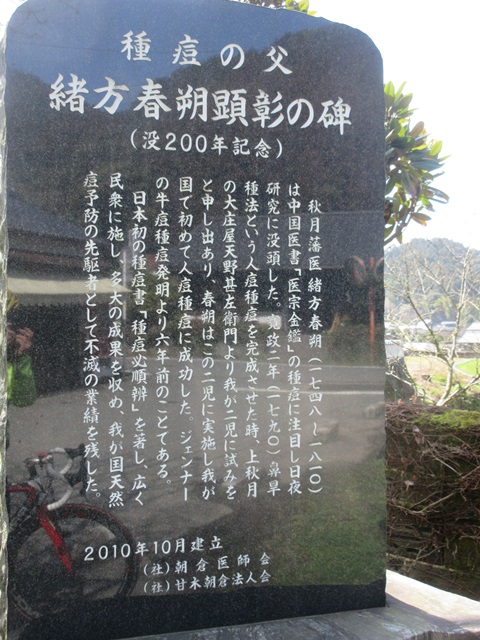 種痘の父
緒方春朔顕彰の碑
(没200年記念)
秋月藩医緒方春朔(一七四八〜一八一〇)
は中国医書「医宗金鑑」の種痘に注目し日夜
研究に没頭した。寛政二年(一七九〇)鼻旱
種法という人痘種痘を完成させた時、上秋月
の大庄屋天野甚左衛門より我が二児に試みを
と申し出あり、春朔はこの二児に実施し我が
国で初めて人痘種痘に成功した。ジェンナー
の牛痘種痘発明より六年前のことである。
日本初の種痘書「種痘必順辨」を著し、広く
民衆に施し、多大の成果を収め、我が国天然
痘予防の先駆者として不滅の業績を残した。
2010年10月建立
(社)朝倉医師会
(社)甘木朝倉法人会